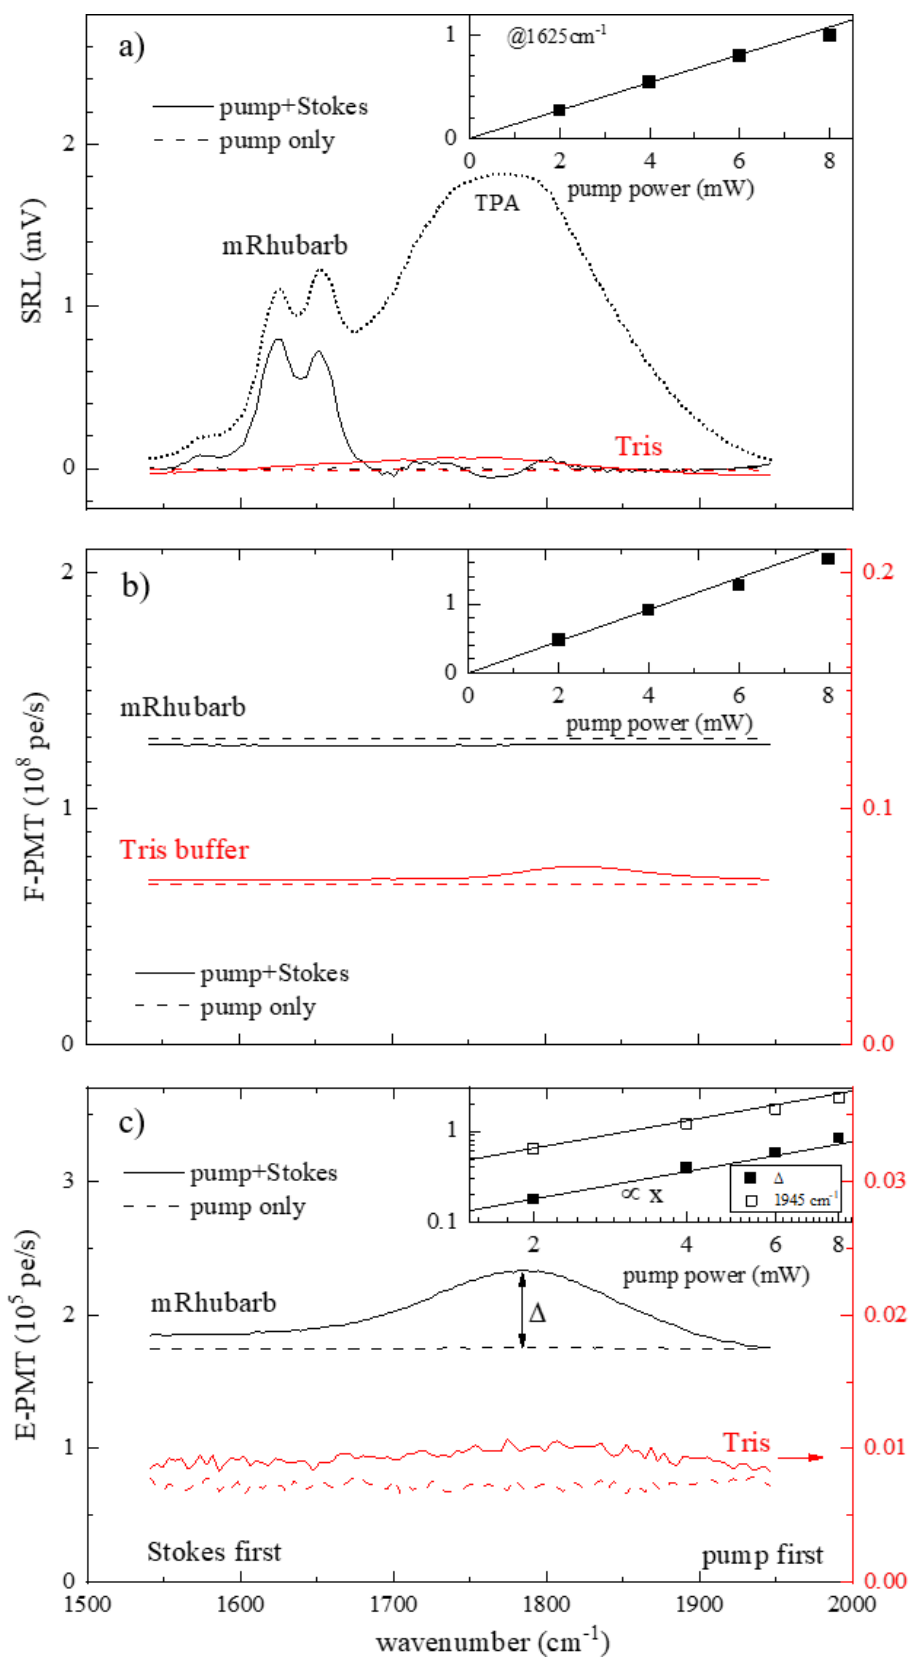 a)
@1625cm⁻¹
pump+Stokes
pump only
1
0
0 2 4 6 8
pump power (mW)
TPA
mRhubarb
Tris
2
1
0
SRL (mV)
b)
1
0
0 2 4 6 8
pump power (mW)
mRhubarb
Tris buffer
pump+Stokes
pump only
2
1
0
F-PMT (10⁸ pe/s)
0.2
0.1
0.0
c)
pump+Stokes
pump only
1
0.1
∝ x
Δ
1945 cm⁻¹
2 4 6 8
pump power (mW)
mRhubarb
Δ
Tris
Stokes first
pump first
3
2
1
0
E-PMT (10⁵ pe/s)
0.03
0.02
0.01
0.00
1500 1600 1700 1800 1900 2000
wavenumber (cm⁻¹)